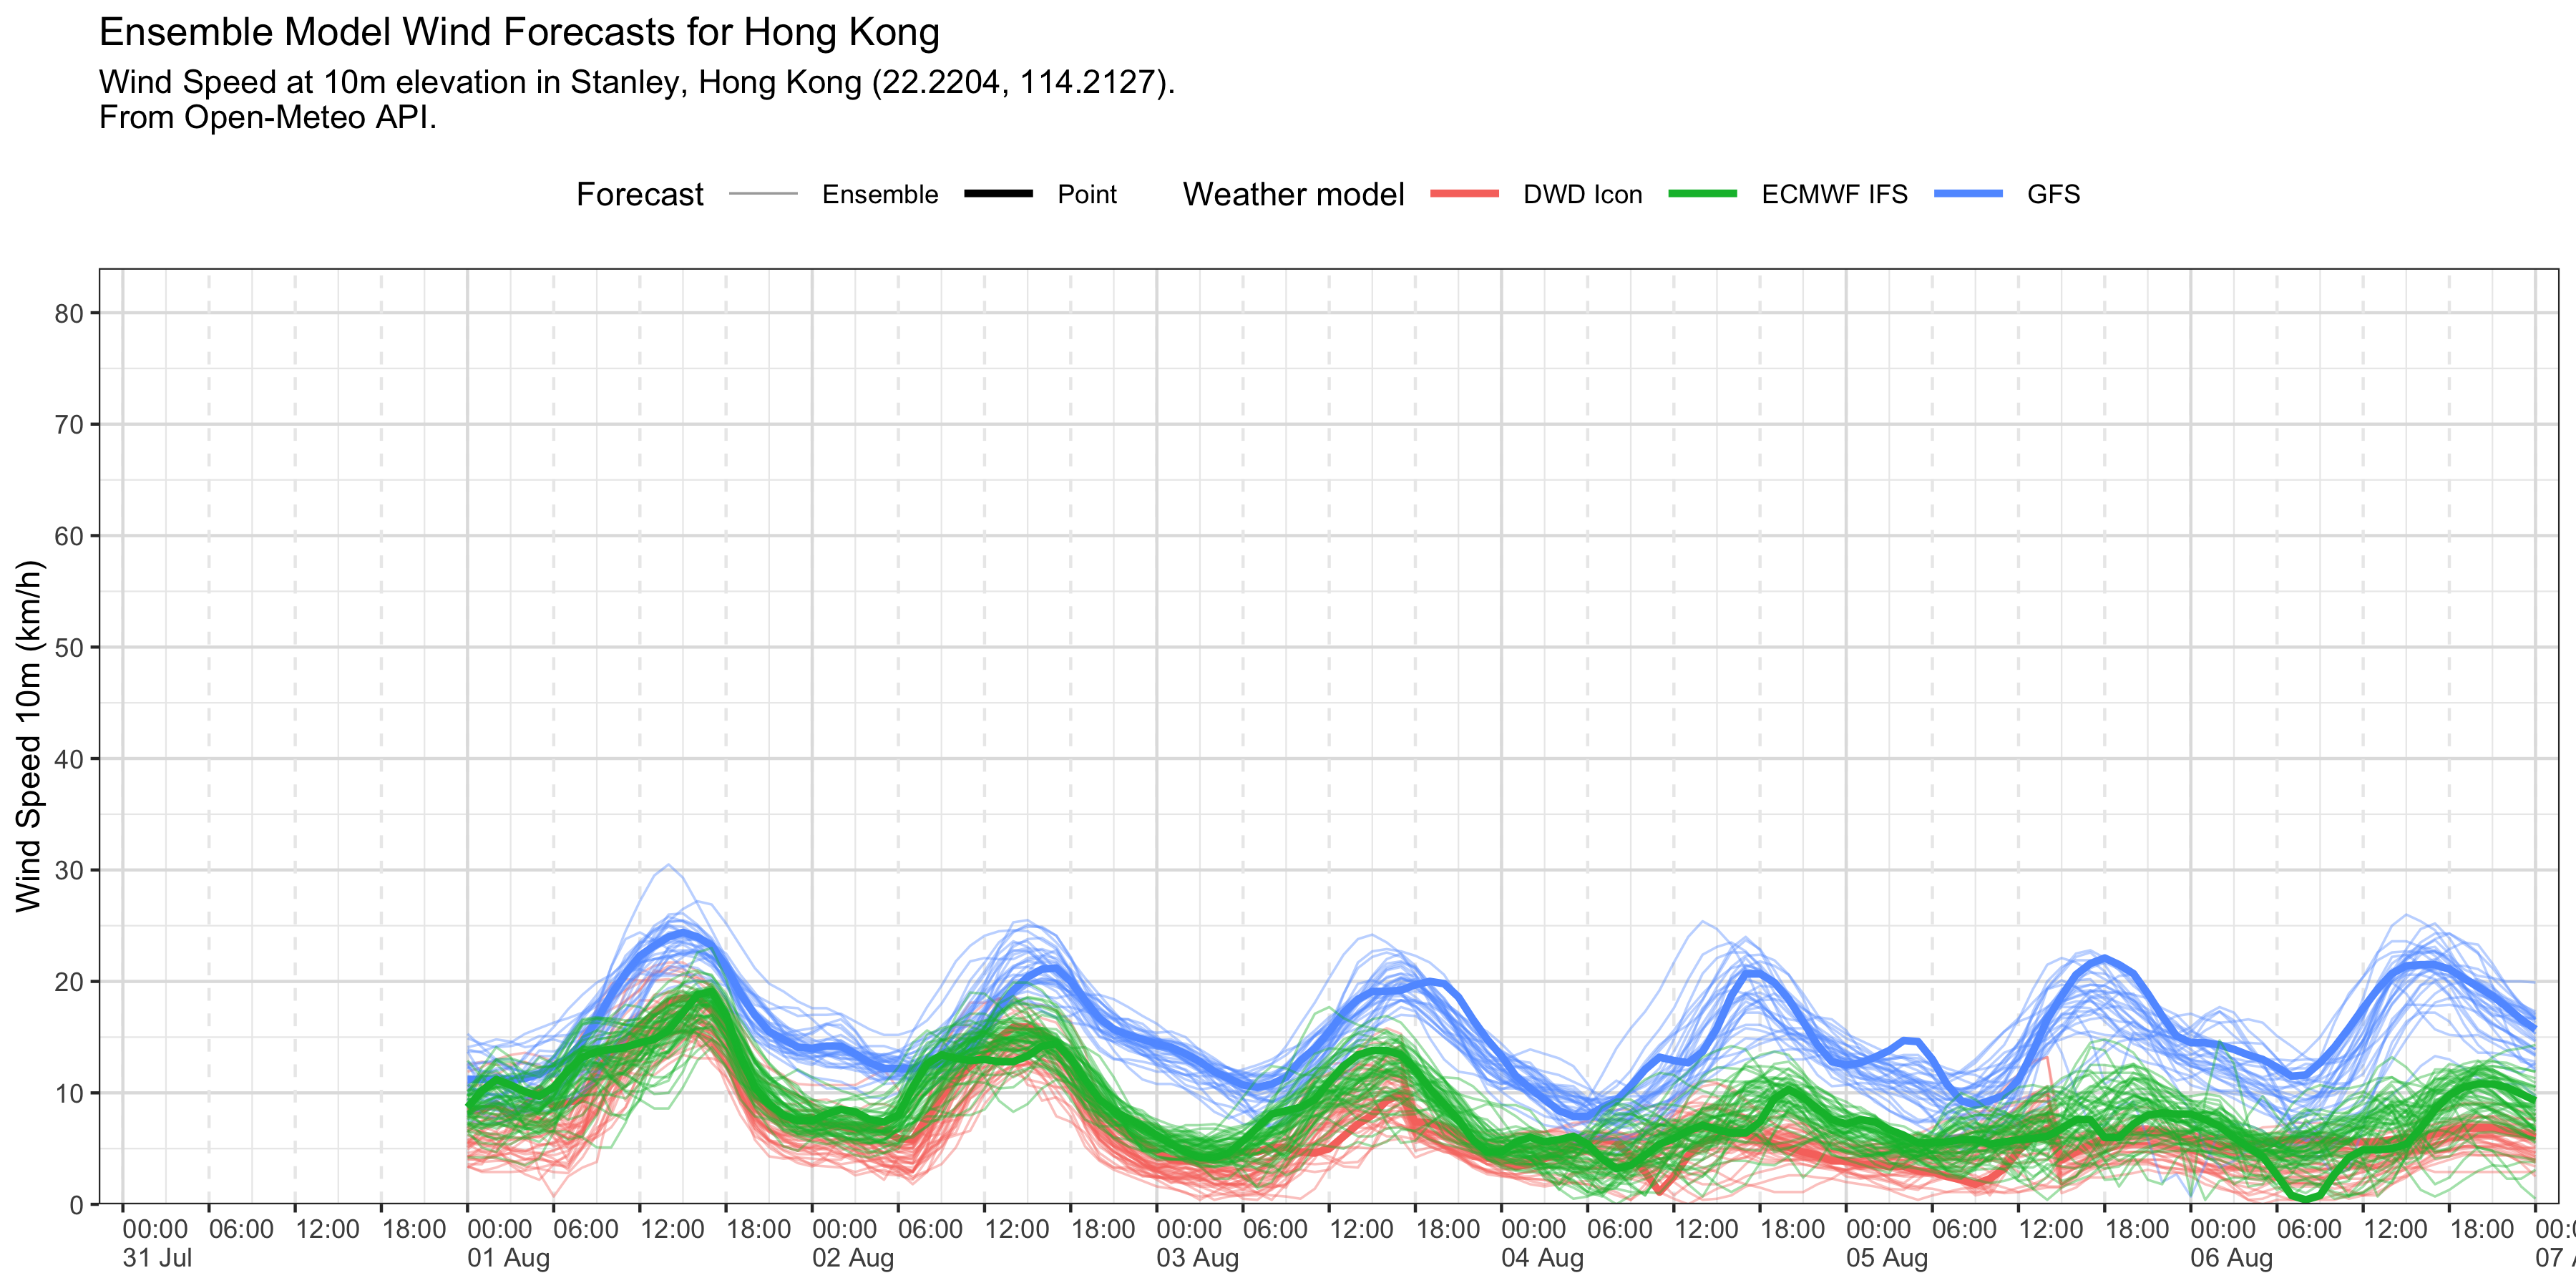 Ensemble Model Wind Forecasts for Hong Kong
Wind Speed at 10m elevation in Stanley, Hong Kong (22.2204, 114.2127).
From Open-Meteo API.
Forecast Ensemble Point Weather model DWD Icon ECMWF IFS GFS
Wind Speed 10m (km/h)
80
70
60
50
40
30
20
10
0
00:00 06:00 12:00 18:00 00:00 06:00 12:00 18:00 00:00 06:00 12:00 18:00 00:00 06:00 12:00 18:00 00:00 06:00 12:00 18:00 00:00 06:00 12:00 18:00 00:00 06:00 12:00 18:00 00:0
31 Jul 01 Aug 02 Aug 03 Aug 04 Aug 05 Aug 06 Aug 07